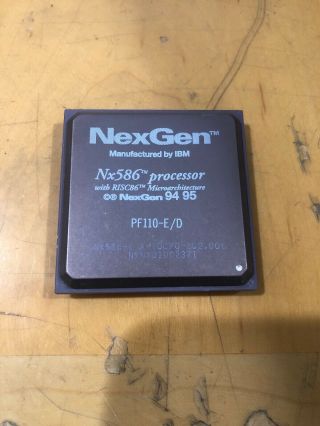 NexGen™
Manufactured by IBM
Nx586™ processor
with RISC86™ Microarchitecture
©Ⓜ NexGen 94 95
PF110-E/D